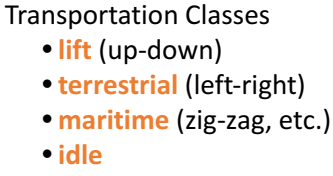 Transportation Classes
• lift (up-down)
• terrestrial (left-right)
• maritime (zig-zag, etc.)
• idle